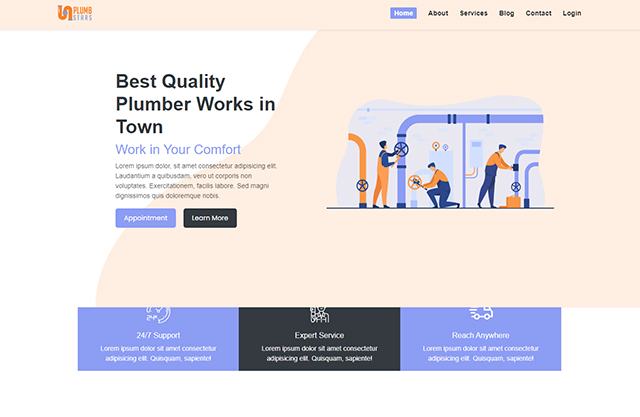 PLUMB
STARS
Home About Services Blog Contact Login
Best Quality
Plumber Works in
Town
Work in Your Comfort
Lorem ipsum dolor, sit amet consectetur adipisicing elit.
Laudantium a quibusdam, vero ut corporis non
voluptates. Exercitationem, facilis labore. Sed magni
dignissimos quis doloremque nobis.
Appointment Learn More
24/7 Support
Lorem ipsum dolor, sit amet consectetur
adipisicing elit. Quisquam, sapiente!
Expert Service
Lorem ipsum dolor, sit amet consectetur
adipisicing elit. Quisquam, sapiente!
Reach Anywhere
Lorem ipsum dolor, sit amet consectetur
adipisicing elit. Quisquam, sapiente!